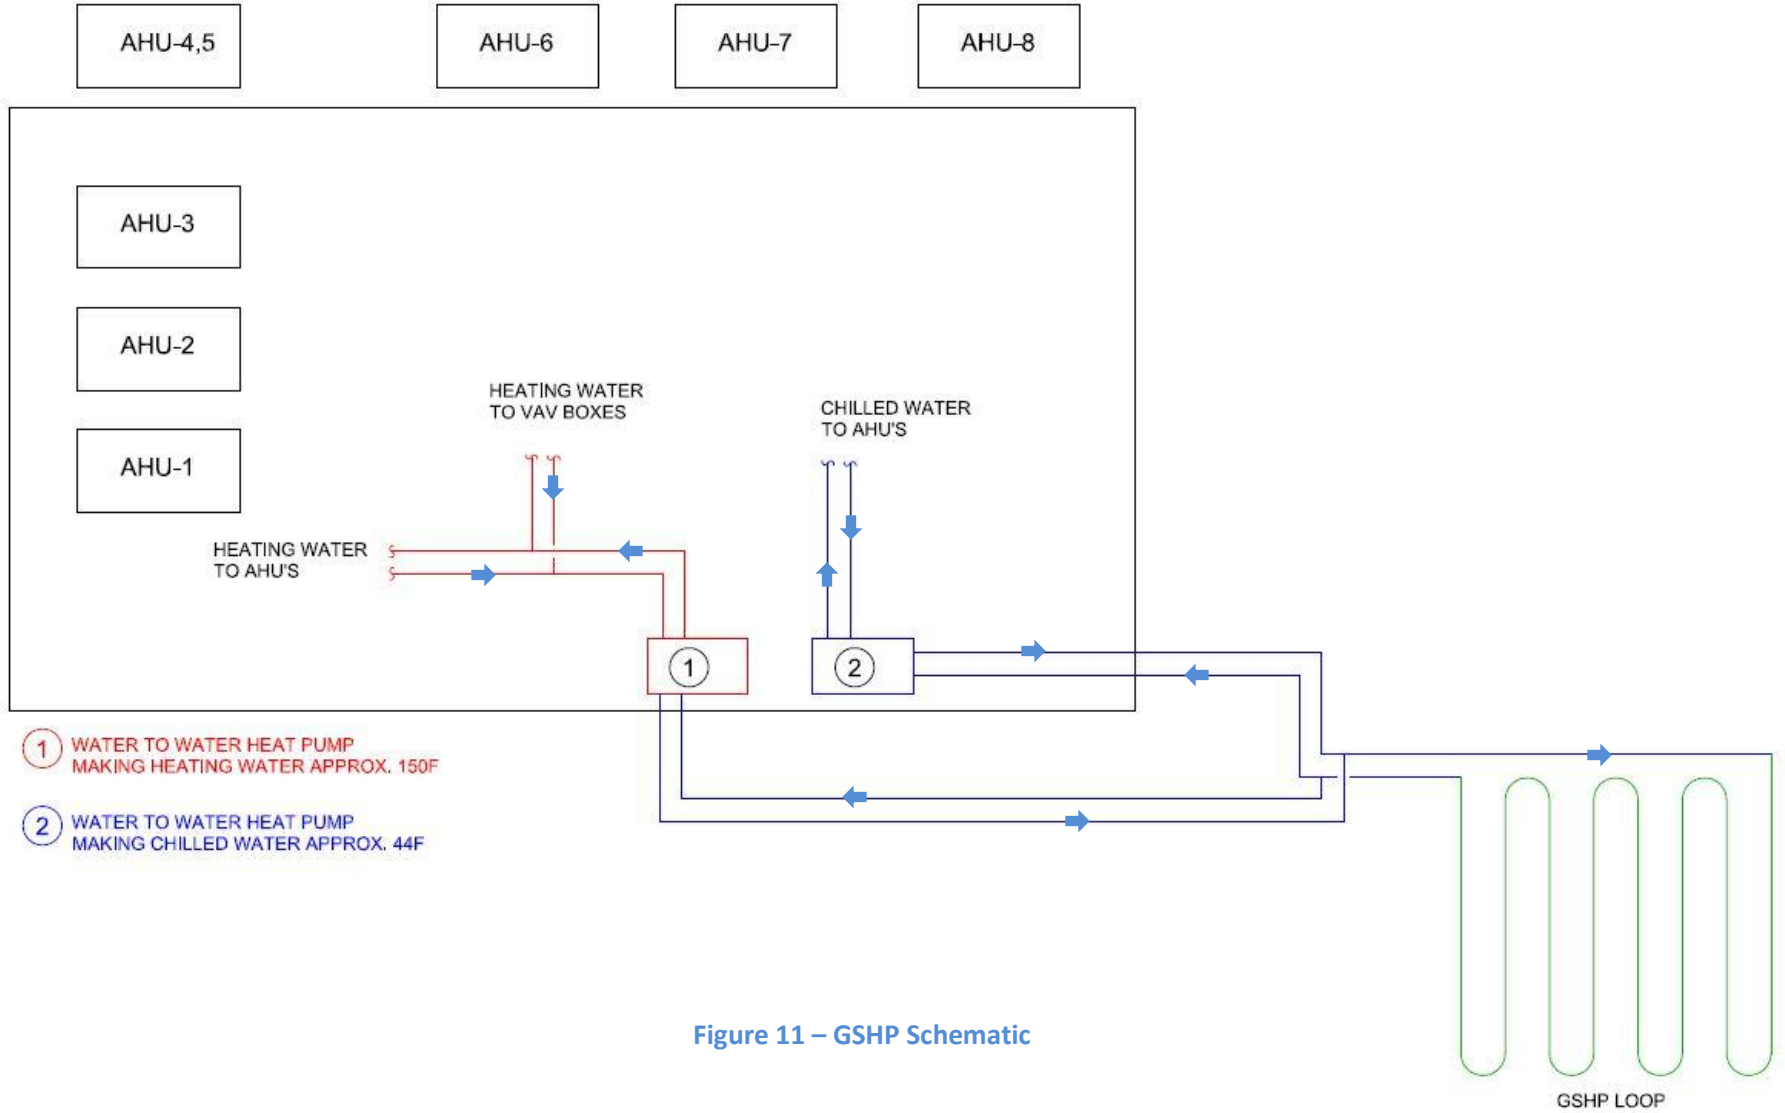 AHU-4,5
AHU-6
AHU-7
AHU-8
AHU-3
AHU-2
AHU-1
HEATING WATER
TO VAV BOXES
CHILLED WATER
TO AHU'S
HEATING WATER
TO AHU'S
1
2
1 WATER TO WATER HEAT PUMP
MAKING HEATING WATER APPROX. 150F
2 WATER TO WATER HEAT PUMP
MAKING CHILLED WATER APPROX. 44F
Figure 11 – GSHP Schematic
GSHP LOOP